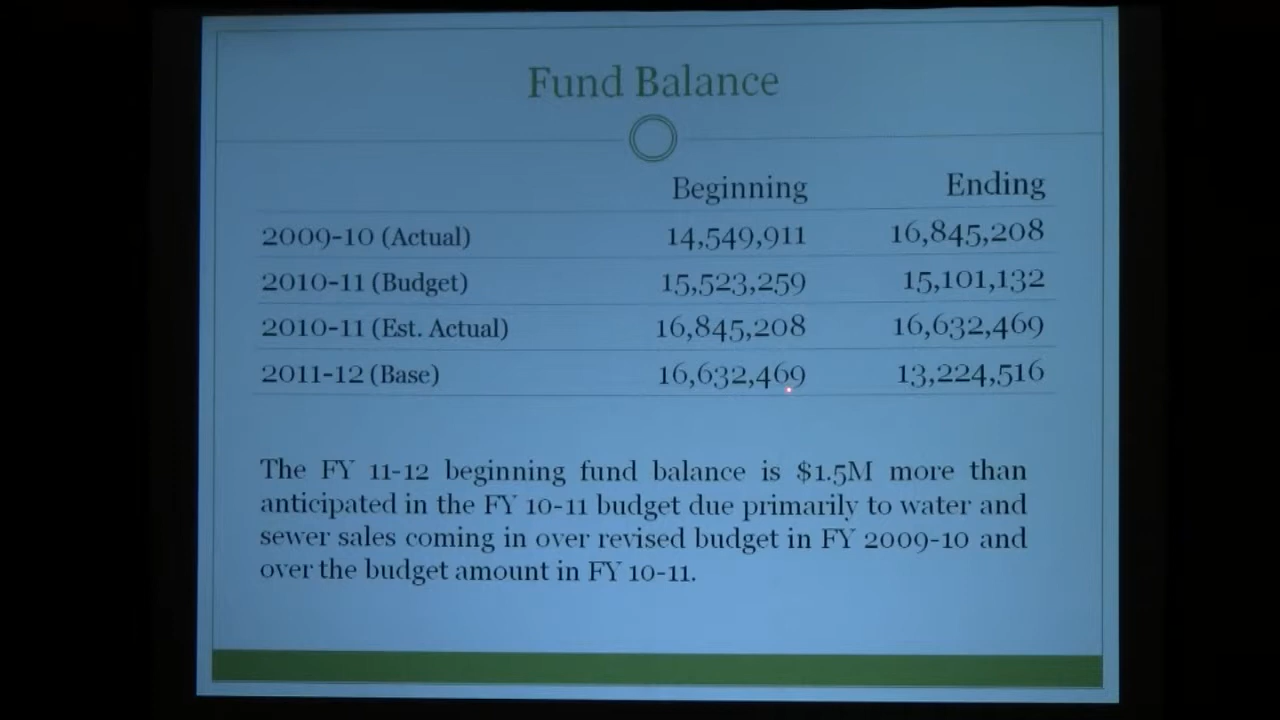 Fund Balance
Beginning Ending
2009-10 (Actual) 14,549,911 16,845,208
2010-11 (Budget) 15,523,259 15,101,132
2010-11 (Est. Actual) 16,845,208 16,632,469
2011-12 (Base) 16,632,469 13,224,516
The FY 11-12 beginning fund balance is $1.5M more than
anticipated in the FY 10-11 budget due primarily to water and
sewer sales coming in over revised budget in FY 2009-10 and
over the budget amount in FY 10-11.